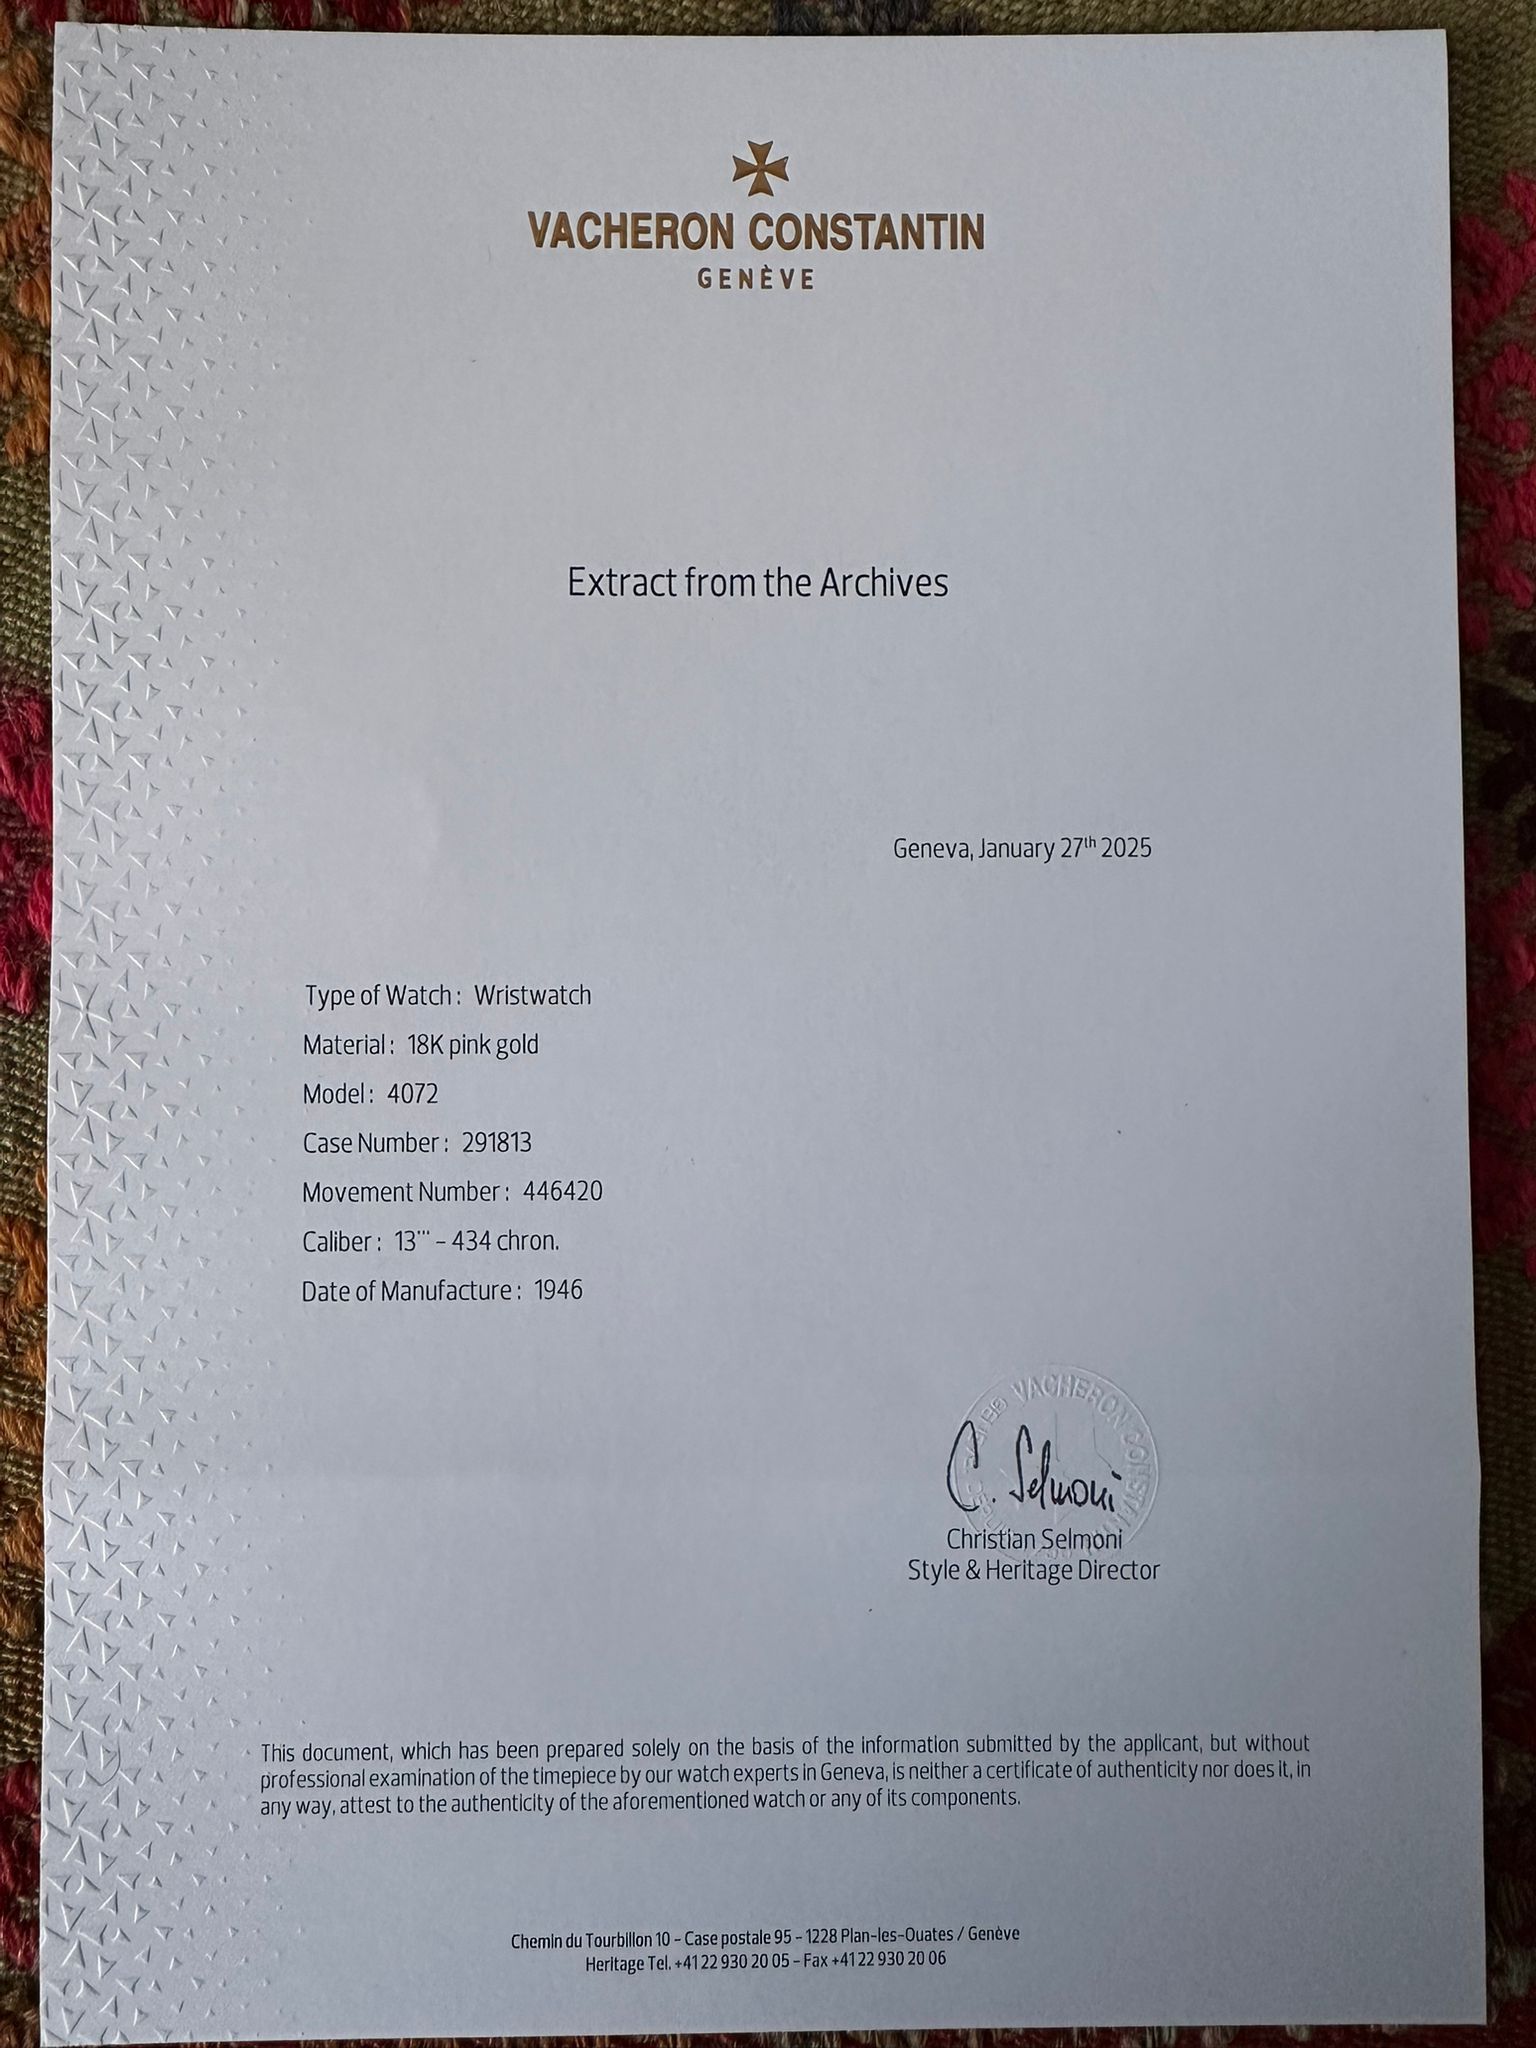 VACHERON CONSTANTIN
GENÈVE
Extract from the Archives
Geneva, January 27th 2025
Type of Watch : Wristwatch
Material : 18K pink gold
Model : 4072
Case Number : 291813
Movement Number : 446420
Caliber : 13''' – 434 chron.
Date of Manufacture : 1946
VACHERON CONSTANTIN
C. Selmoni
Christian Selmoni
Style & Heritage Director
This document, which has been prepared solely on the basis of the information submitted by the applicant, but without
professional examination of the timepiece by our watch experts in Geneva, is neither a certificate of authenticity nor does it, in
any way, attest to the authenticity of the aforementioned watch or any of its components.
Chemin du Tourbillon 10 – Case postale 95 – 1228 Plan-les-Ouates / Genève
Heritage Tel. +41 22 930 20 05 – Fax +41 22 930 20 06